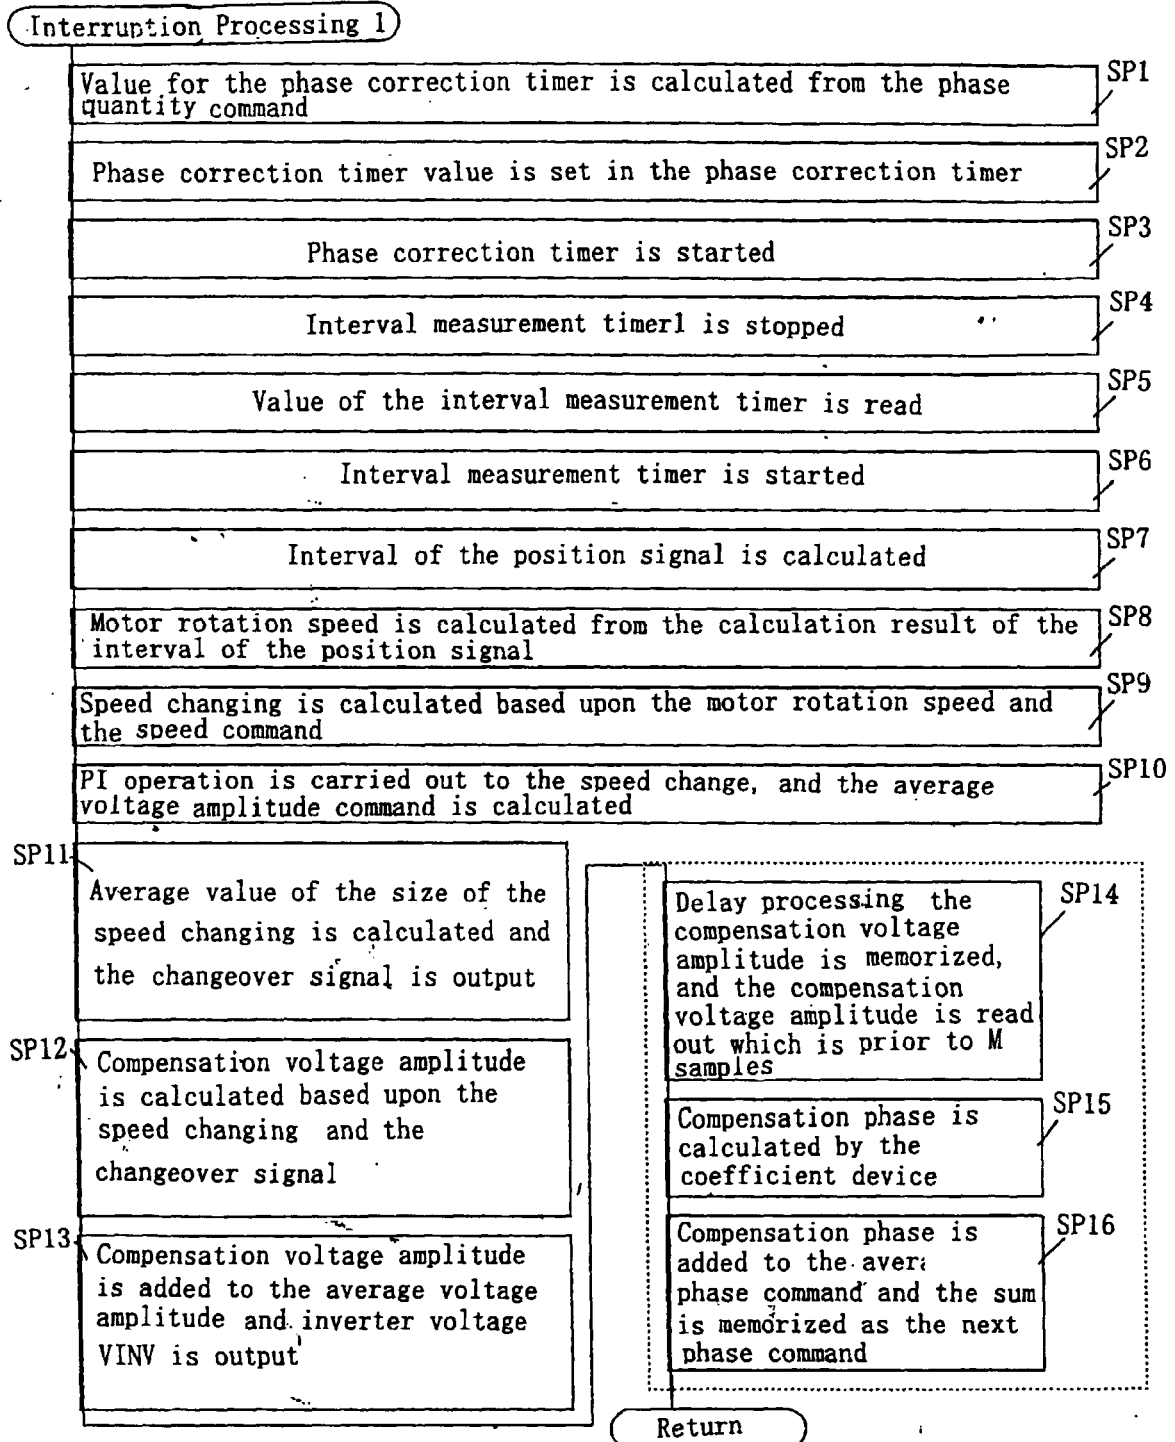 Interruption Processing 1
Value for the phase correction timer is calculated from the phase
quantity command
SP1
Phase correction timer value is set in the phase correction timer
SP2
Phase correction timer is started
SP3
Interval measurement timer1 is stopped
SP4
Value of the interval measurement timer is read
SP5
Interval measurement timer is started
SP6
Interval of the position signal is calculated
SP7
Motor rotation speed is calculated from the calculation result of the
interval of the position signal
SP8
Speed changing is calculated based upon the motor rotation speed and
the speed command
SP9
PI operation is carried out to the speed change, and the average
voltage amplitude command is calculated
SP10
SP11
Average value of the size of the
speed changing is calculated and
the changeover signal is output
SP12
Compensation voltage amplitude
is calculated based upon the
speed changing and the
changeover signal
SP13
Compensation voltage amplitude
is added to the average voltage
amplitude and inverter voltage
VINV is output
SP14
Delay processing the
compensation voltage
amplitude is memorized,
and the compensation
voltage amplitude is read
out which is prior to M
samples
SP15
Compensation phase is
calculated by the
coefficient device
SP16
Compensation phase is
added to the
phase command and the sum
is memorized as the next
phase command
Return